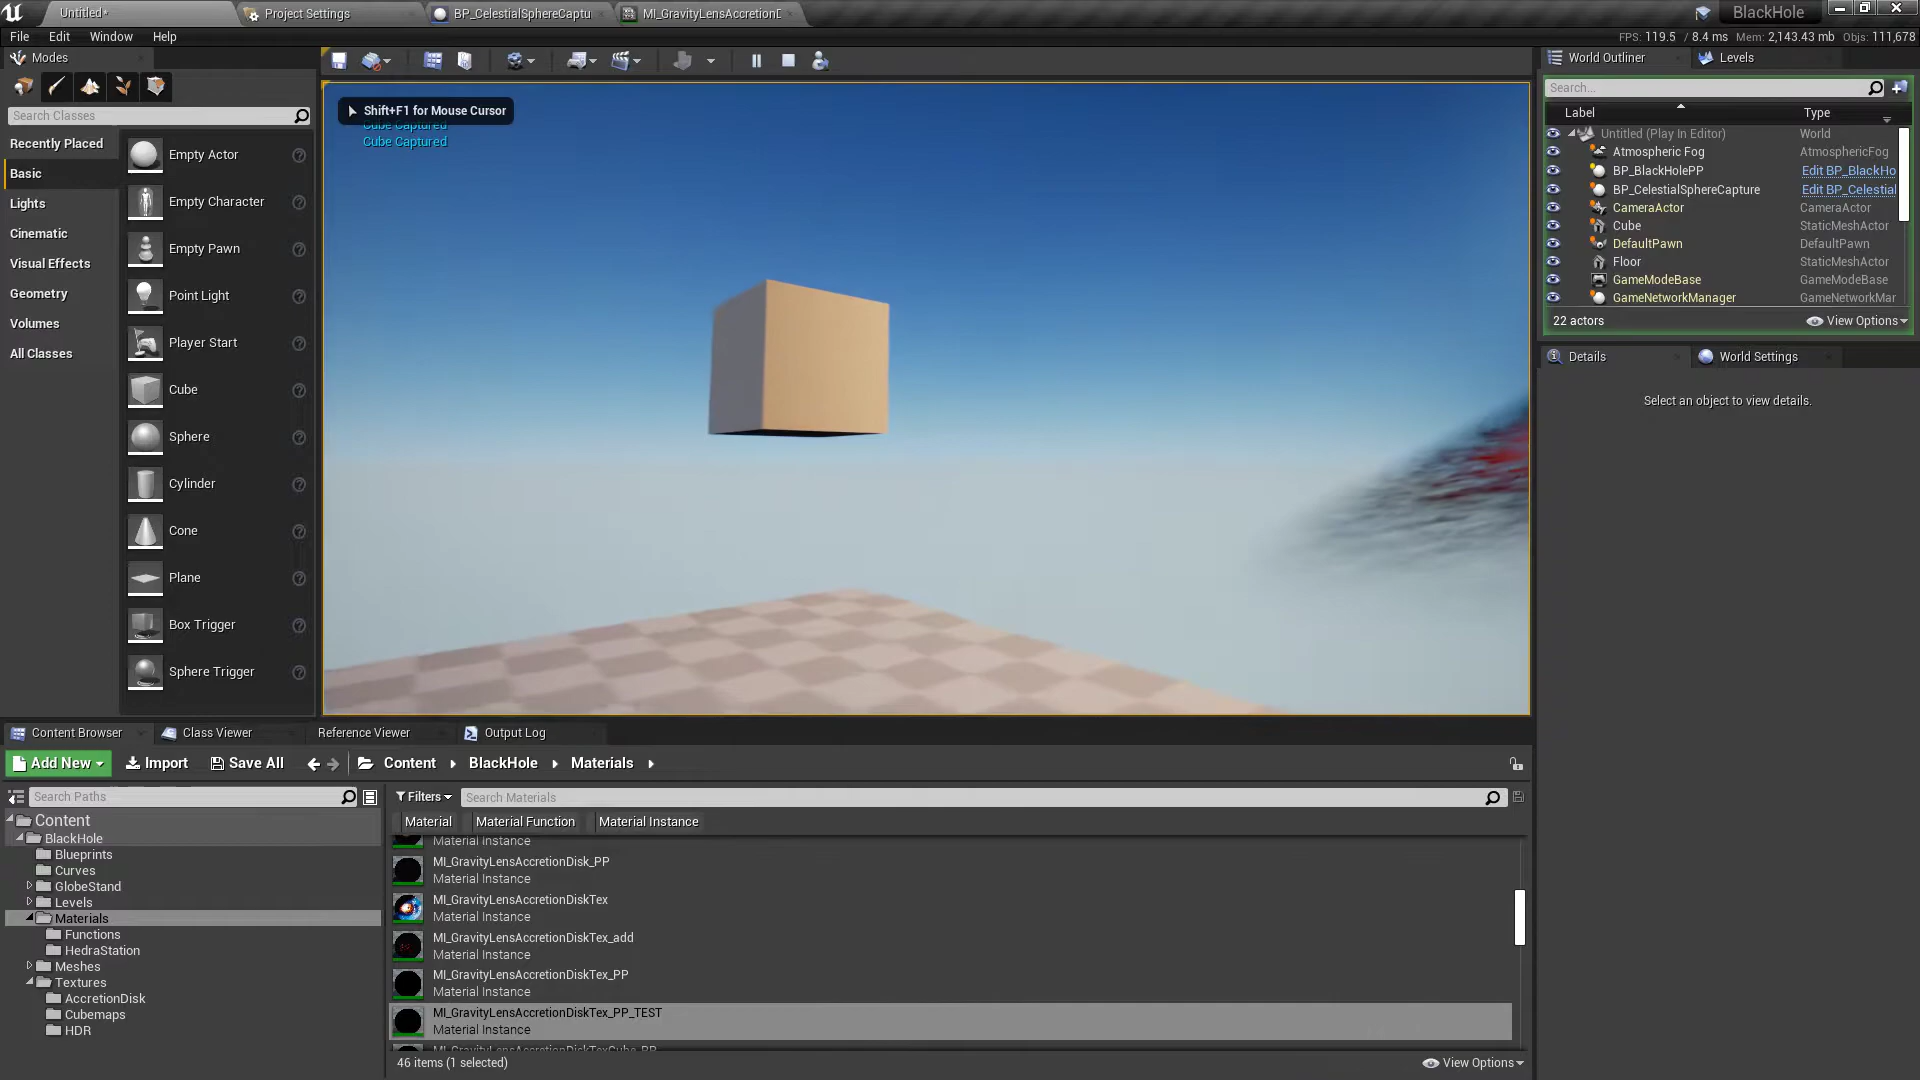 Untitled*
Project Settings
BP_CelestialSphereCaptu
MI_GravityLensAccretionD
BlackHole
File Edit Window Help
FPS: 119.5 / 8.4 ms Mem: 2,143.43 mb Objs: 111,678
Modes
World Outliner
Levels
Search Classes
Search...
Label
Type
Recently Placed
Basic
Lights
Cinematic
Visual Effects
Geometry
Volumes
All Classes
Empty Actor
Empty Character
Empty Pawn
Point Light
Player Start
Cube
Sphere
Cylinder
Cone
Plane
Box Trigger
Sphere Trigger
Shift+F1 for Mouse Cursor
Cube Captured
Cube Captured
Untitled (Play In Editor) World
Atmospheric Fog AtmosphericFog
BP_BlackHolePP Edit BP_BlackHo
BP_CelestialSphereCapture Edit BP_Celestial
CameraActor CameraActor
Cube StaticMeshActor
DefaultPawn DefaultPawn
Floor StaticMeshActor
GameModeBase GameModeBase
GameNetworkManager GameNetworkMar
22 actors
View Options
Details
World Settings
Select an object to view details.
Content Browser
Class Viewer
Reference Viewer
Output Log
Add New
Import
Save All
Content
BlackHole
Materials
Search Paths
Filters
Search Materials
Material
Material Function
Material Instance
Content
BlackHole
Blueprints
Curves
GlobeStand
Levels
Materials
Functions
HedraStation
Meshes
Textures
AccretionDisk
Cubemaps
HDR
Material Instance
MI_GravityLensAccretionDisk_PP
Material Instance
MI_GravityLensAccretionDiskTex
Material Instance
MI_GravityLensAccretionDiskTex_add
Material Instance
MI_GravityLensAccretionDiskTex_PP
Material Instance
MI_GravityLensAccretionDiskTex_PP_TEST
Material Instance
MI_GravityLensAccretionDiskTexCube_PP
46 items (1 selected)
View Options